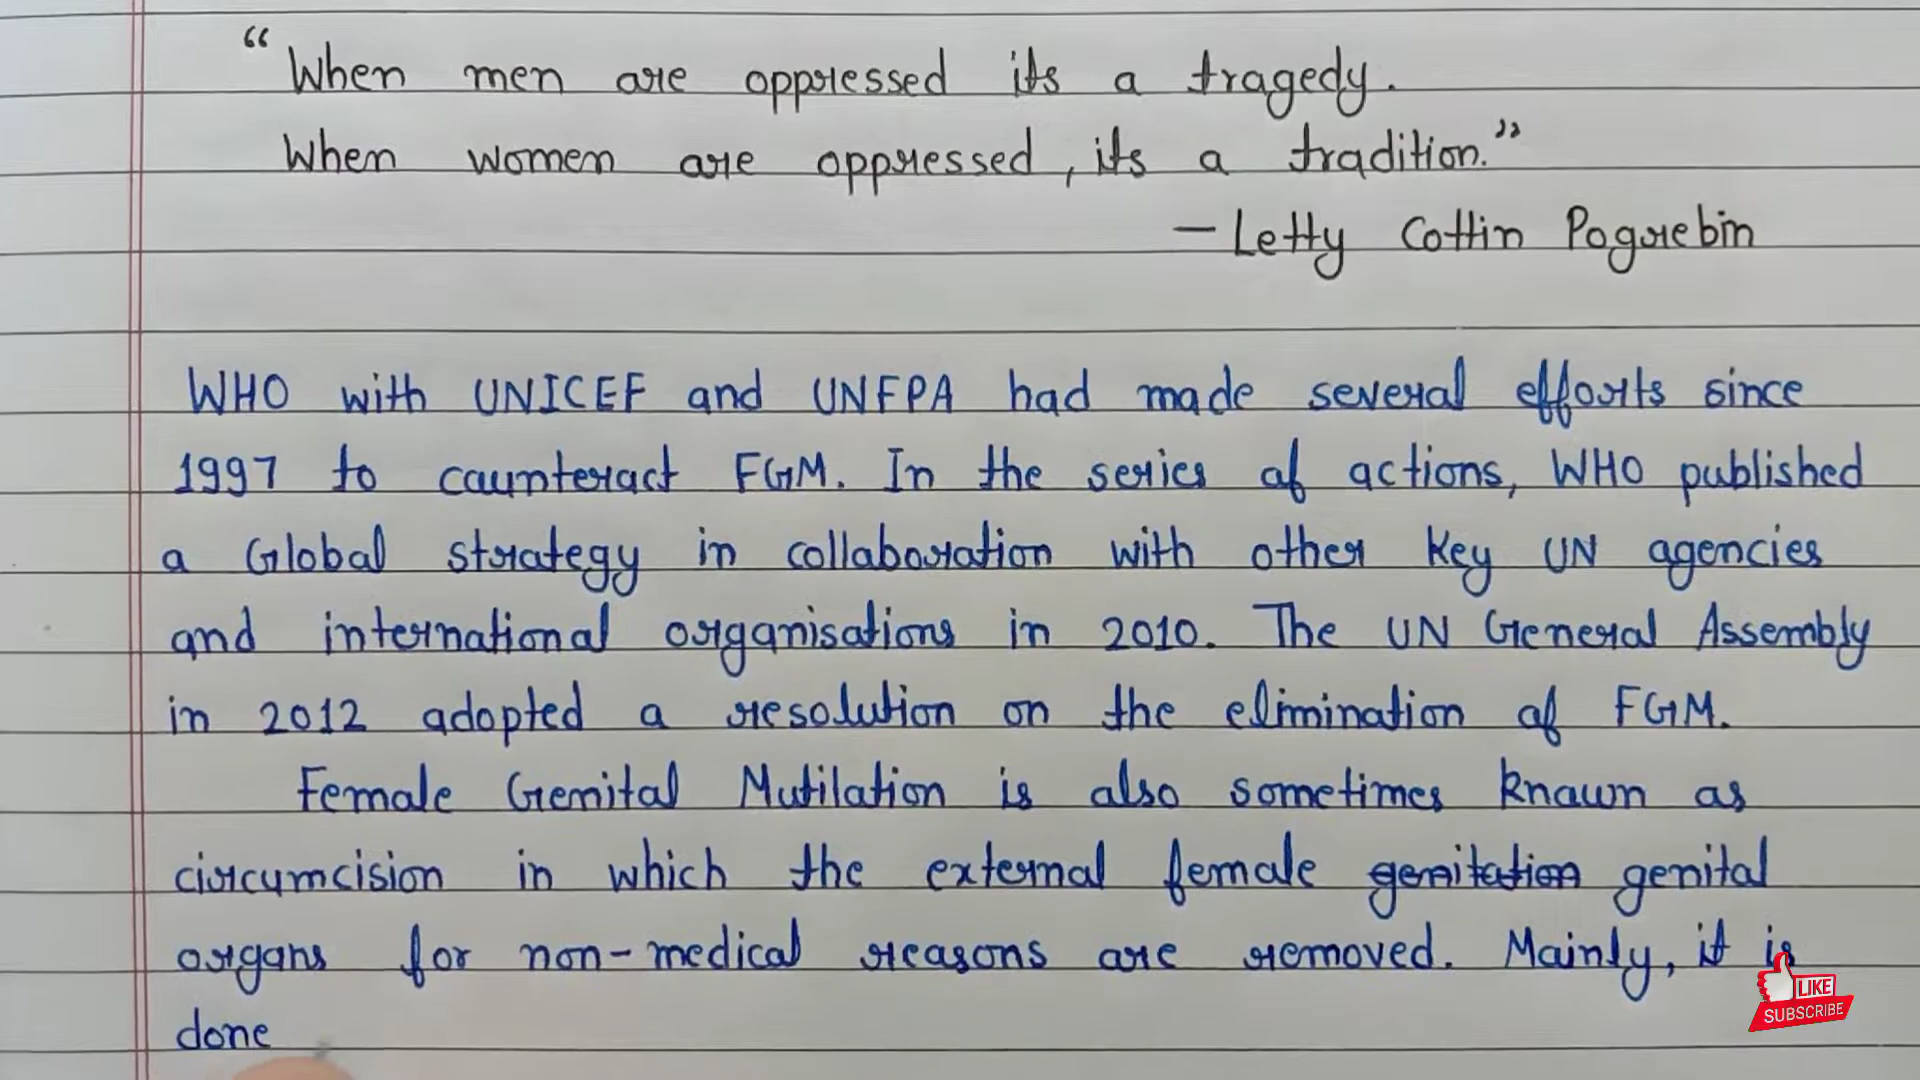 “When men are oppressed its a tragedy.
When women are oppressed, its a tradition.”
– Letty Cottin Pogrebin
WHO with UNICEF and UNFPA had made several efforts since
1997 to counteract FGM. In the series of actions, WHO published
a Global strategy in collaboration with other key UN agencies
and international organisations in 2010. The UN General Assembly
in 2012 adopted a resolution on the elimination of FGM.
Female Genital Mutilation is also sometimes known as
circumcision in which the external female genitation genital
organs for non-medical reasons are removed. Mainly, it is
done
LIKE
SUBSCRIBE